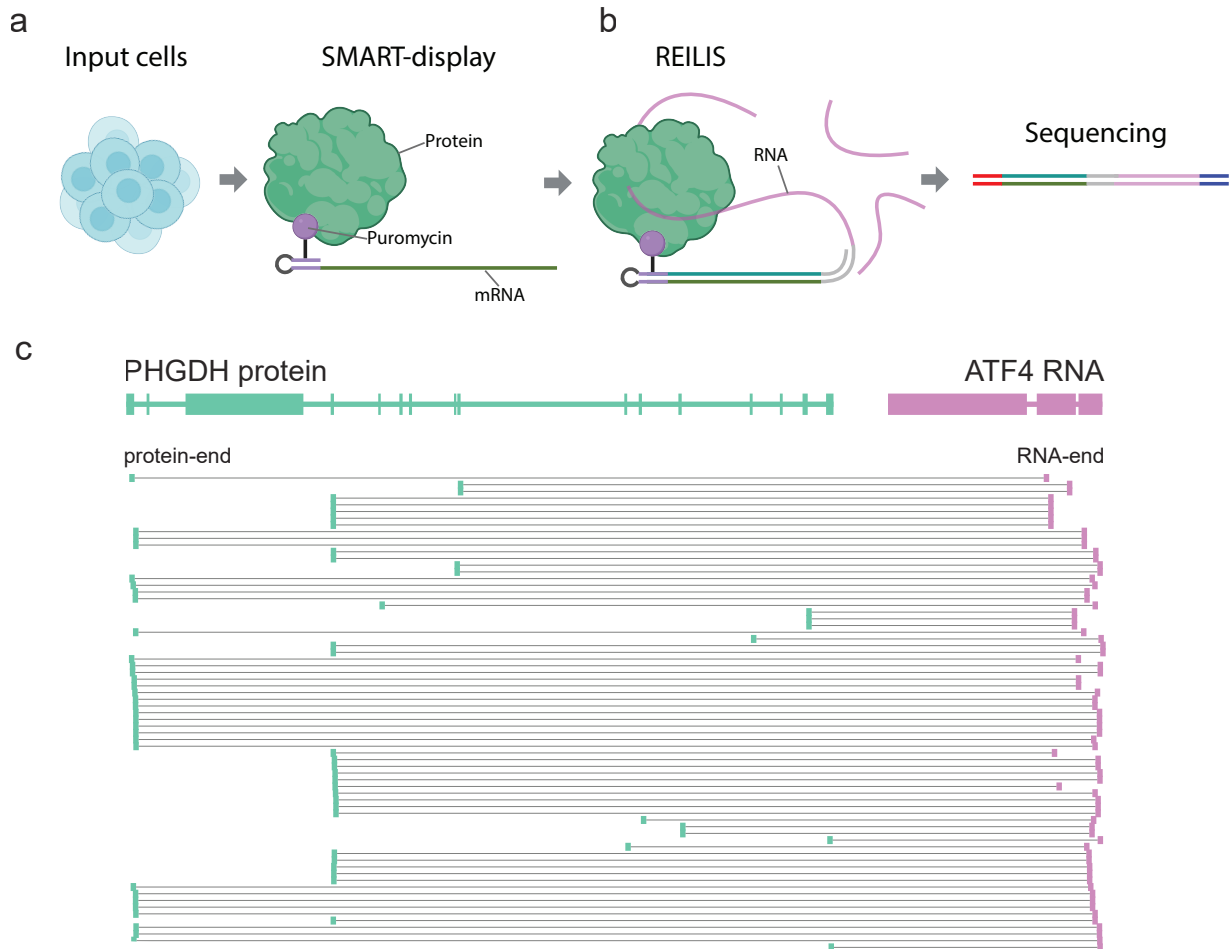 a
b
Input cells
SMART-display
REILIS
Protein
RNA
Sequencing
Puromycin
mRNA
c
PHGDH protein
ATF4 RNA
protein-end
RNA-end